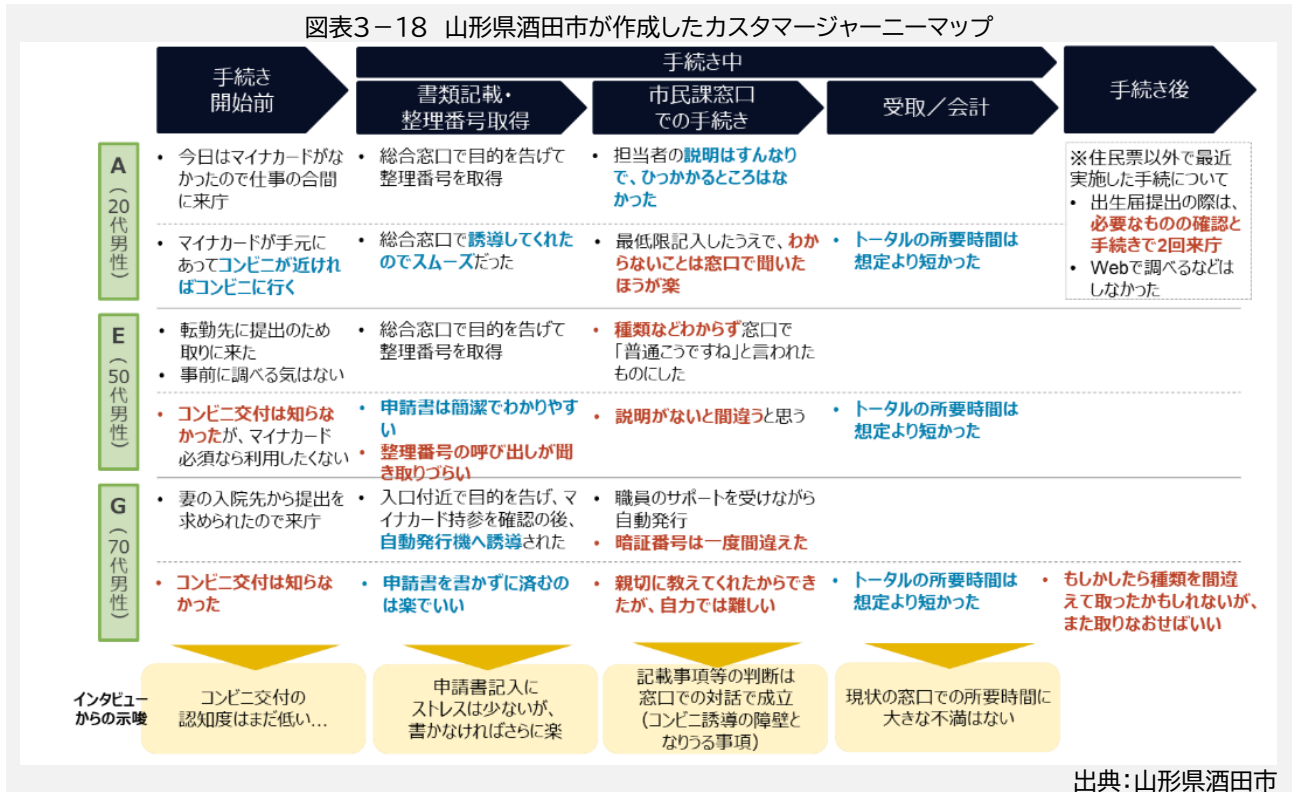 図表3-18 山形県酒田市が作成したカスタマージャーニーマップ
手続き
開始前
手続き中
書類記載・
整理番号取得
市民課窓口
での手続き
受取/会計
手続き後
A
(20代男性)
• 今日はマイナカードがな
かったので仕事の合間
に来庁
• 総合窓口で目的を告げて
整理番号を取得
• 担当者の説明はすんなり
で、ひっかかるところはな
かった
• マイナカードが手元に
あってコンビニが近けれ
ばコンビニに行く
• 総合窓口で誘導してくれた
のでスムーズだった
• 最低限記入したうえで、わか
らないことは窓口で聞いた
ほうが楽
• トータルの所要時間は
想定より短かった
※住民票以外で最近
実施した手続について
• 出生届提出の際は、
必要なものの確認と
手続きで2回来庁
• Webで調べるなどは
しなかった
E
(50代男性)
• 転勤先に提出のため
取りに来た
• 事前に調べる気はない
• 総合窓口で目的を告げて
整理番号を取得
• 種類などわからず窓口で
「普通こうですね」と言われた
ものにした
• コンビニ交付は知らな
かったが、マイナカード
必須なら利用したくない
• 申請書は簡潔でわかりやす
い
• 整理番号の呼び出しが聞
き取りづらい
• 説明がないと間違うと思う
• トータルの所要時間は
想定より短かった
G
(70代男性)
• 妻の入院先から提出を
求められたので来庁
• 入口付近で目的を告げ、マ
イナカード持参を確認の後、
自動発行機へ誘導された
• 職員のサポートを受けながら
自動発行
• 暗証番号は一度間違えた
• コンビニ交付は知らな
かった
• 申請書を書かずに済むの
は楽でいい
• 親切に教えてくれたからでき
たが、自力では難しい
• トータルの所要時間は
想定より短かった
• もしかしたら種類を間違
えて取ったかもしれないが、
また取りなおせばいい
インタビュー
からの示唆
コンビニ交付の
認知度はまだ低い…
申請書記入に
ストレスは少ないが、
書かなければさらに楽
記載事項等の判断は
窓口での対話で成立
(コンビニ誘導の障壁と
なりうる事項)
現状の窓口での所要時間に
大きな不満はない
出典:山形県酒田市